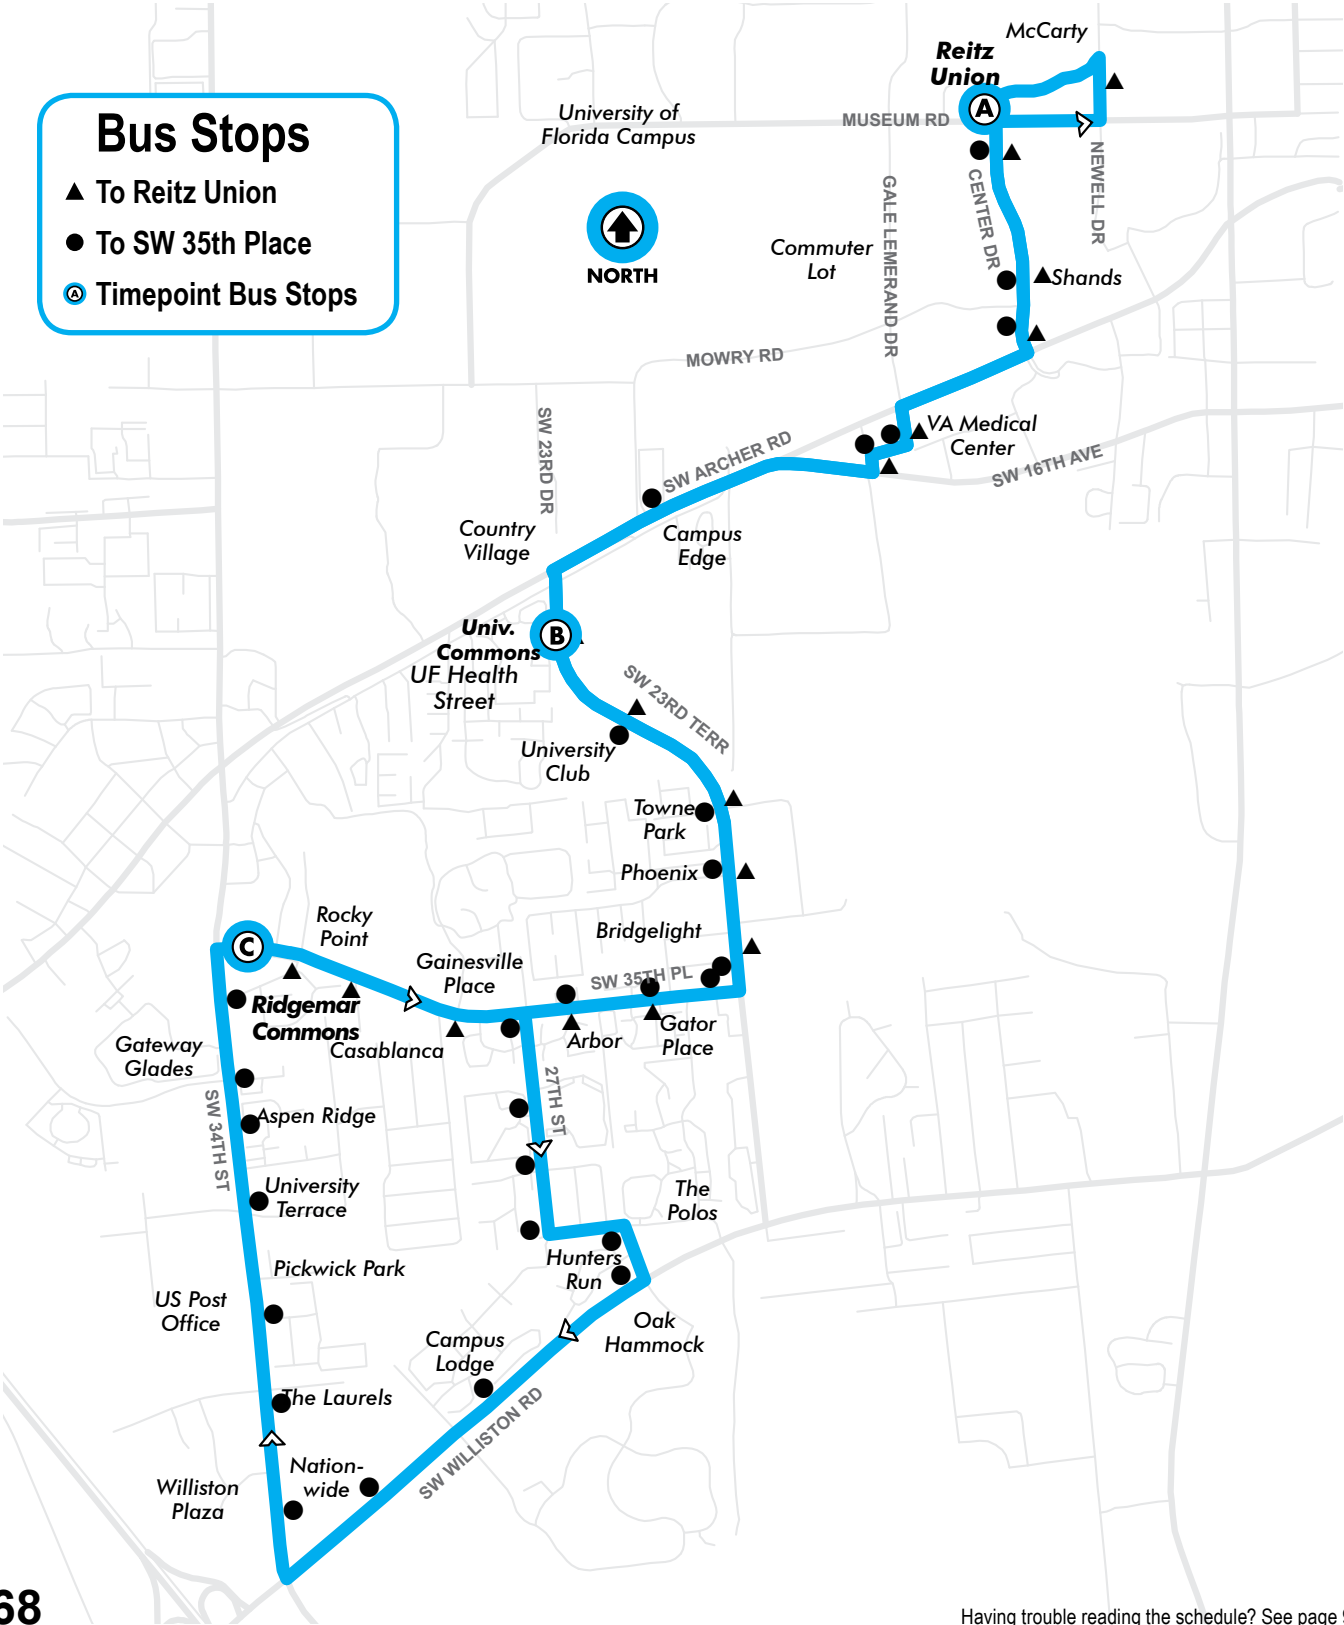 McCarty
Reitz
Union
A
MUSEUM RD
University of
Florida Campus
Bus Stops
To Reitz Union
To SW 35th Place
A Timepoint Bus Stops
NORTH
NEWELL DR
CENTER DR
GALE LEMERAND DR
Commuter
Lot
Shands
MOWRY RD
VA Medical
Center
SW 16TH AVE
SW ARCHER RD
SW 23RD DR
Country
Village
Campus
Edge
B
Univ.
Commons
UF Health
Street
SW 23RD TERR
University
Club
Towne
Park
Phoenix
Bridgelight
SW 35TH PL
Rocky
Point
C
Gainesville
Place
Ridgemar
Commons
Casablanca
Arbor
Gator
Place
Gateway
Glades
SW 34TH ST
27TH ST
Aspen Ridge
University
Terrace
The
Polos
Pickwick Park
Hunters
Run
US Post
Office
Oak
Hammock
Campus
Lodge
The Laurels
SW WILLISTON RD
Nation-
wide
Williston
Plaza
68
Having trouble reading the schedule? See page